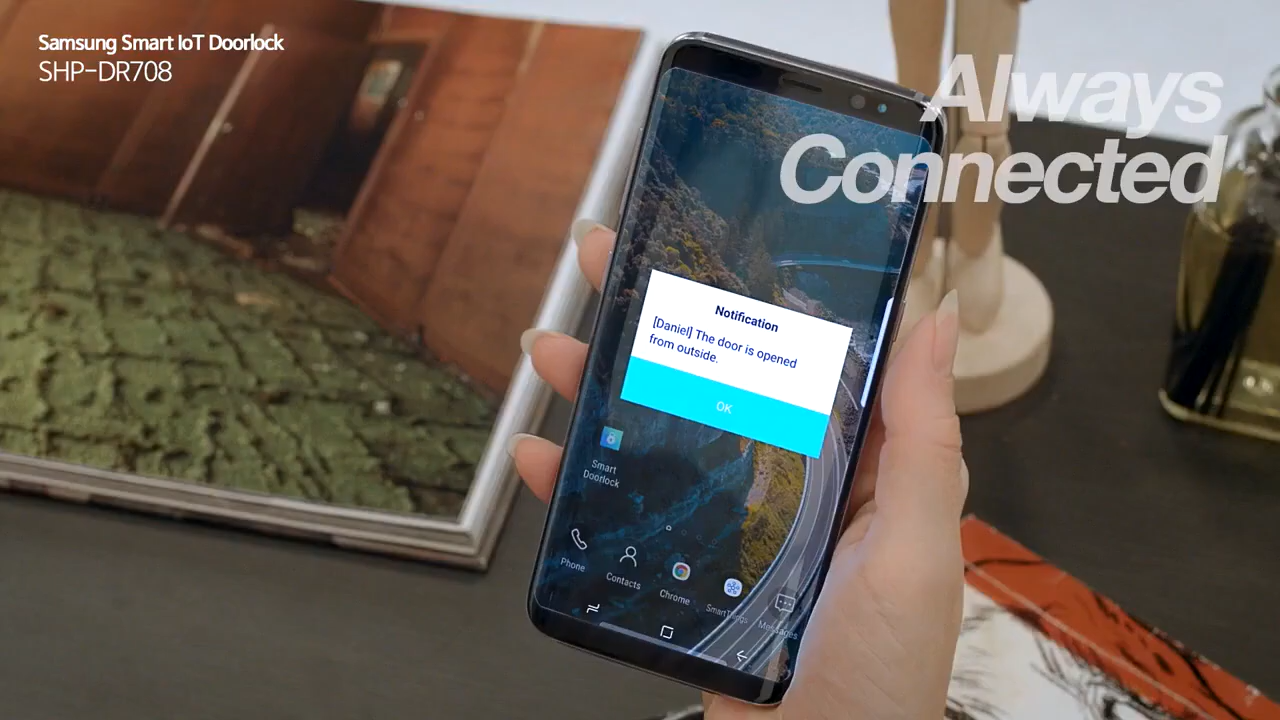 Samsung Smart IoT Doorlock
SHP-DR708
Always
Connected
Notification
[Daniel] The door is opened
from outside.
OK
Smart
Doorlock
Phone
Contacts
Chrome
SmartThings
Messages